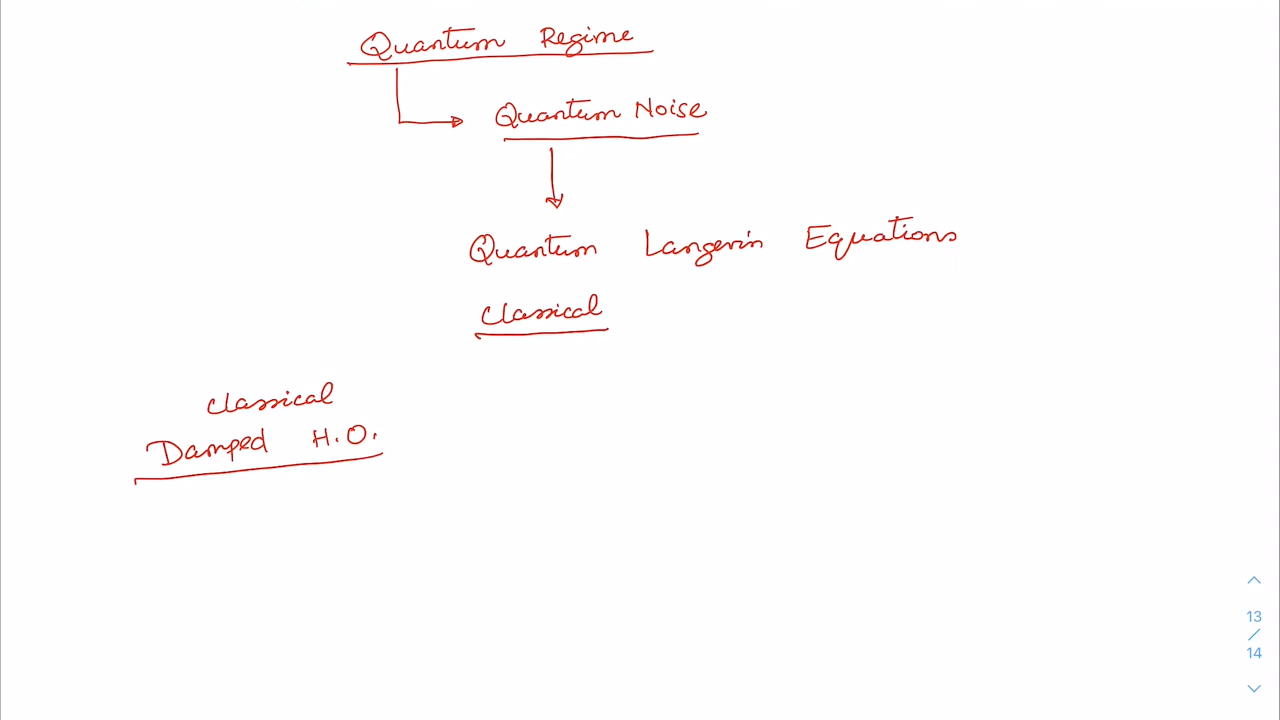 Quantum Regime
Quantum Noise
Quantum Langevin Equations
Classical
Classical
Damped H.O.
13
/
14